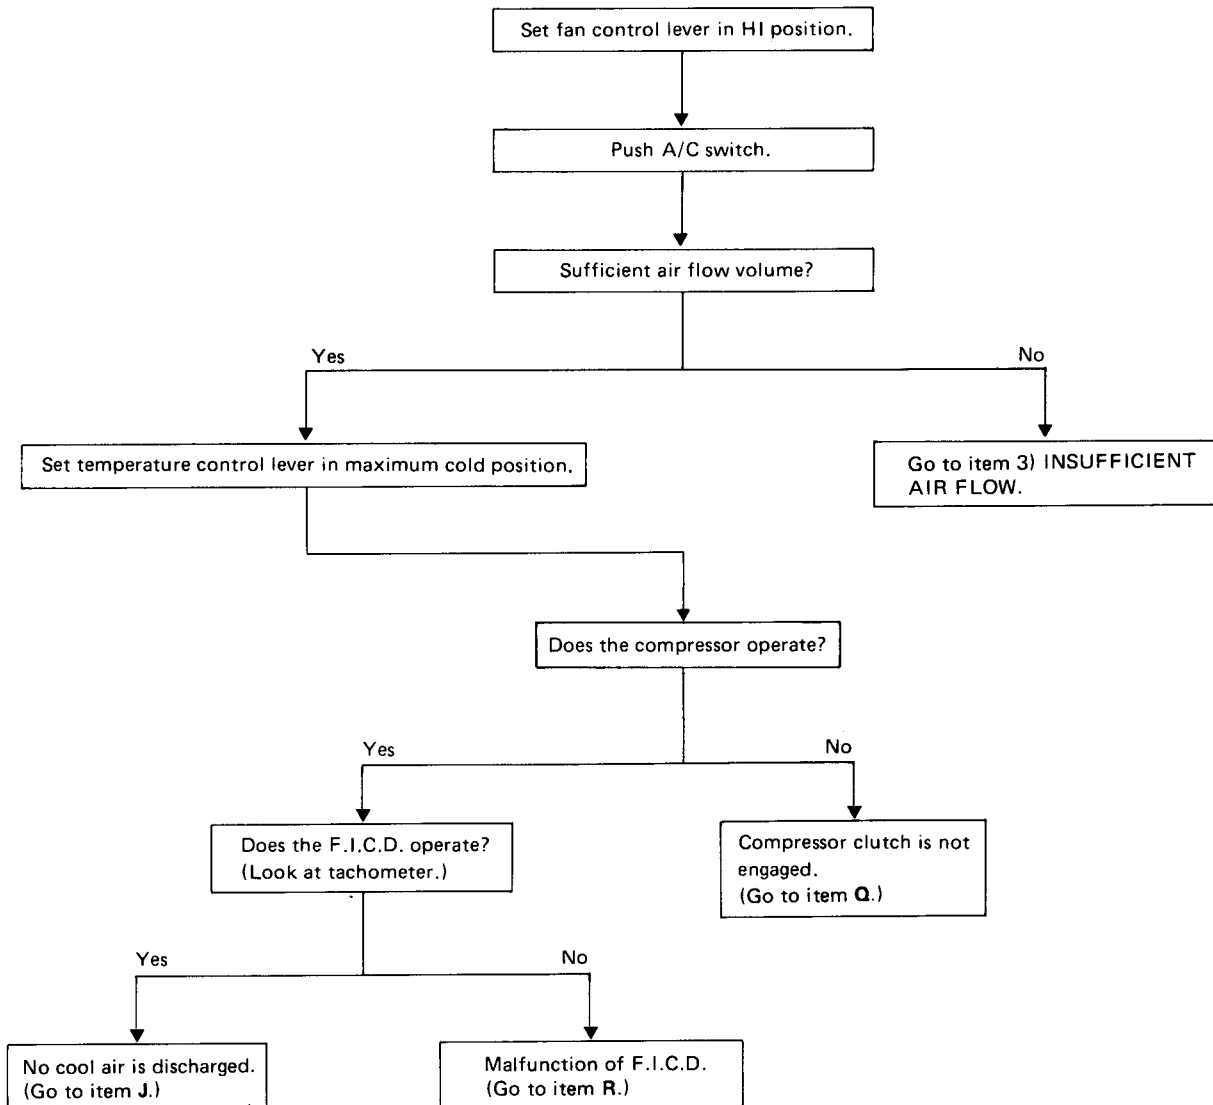 Set fan control lever in HI position.
Push A/C switch.
Sufficient air flow volume?
Yes
No
Set temperature control lever in maximum cold position.
Go to item 3) INSUFFICIENT
AIR FLOW.
Does the compressor operate?
Yes
No
Does the F.I.C.D. operate?
(Look at tachometer.)
Compressor clutch is not
engaged.
(Go to item Q.)
Yes
No
No cool air is discharged.
(Go to item J.)
Malfunction of F.I.C.D.
(Go to item R.)